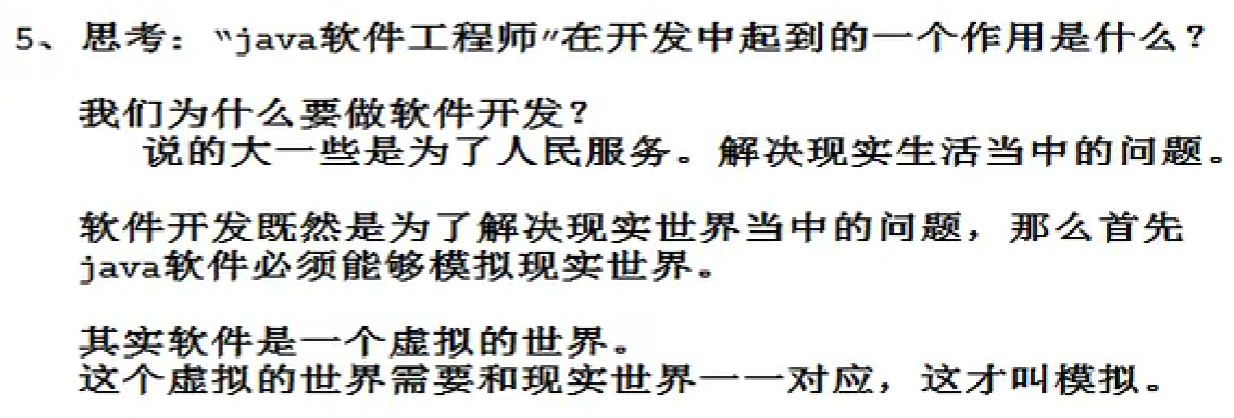 5、思考："java软件工程师"在开发中起到的一个作用是什么？
我们为什么要做软件开发？
说的大一些是为了人民服务。解决现实生活当中的问题。
软件开发既然是为了解决现实世界当中的问题，那么首先
java软件必须能够模拟现实世界。
其实软件是一个虚拟的世界。
这个虚拟的世界需要和现实世界一一对应，这才叫模拟。